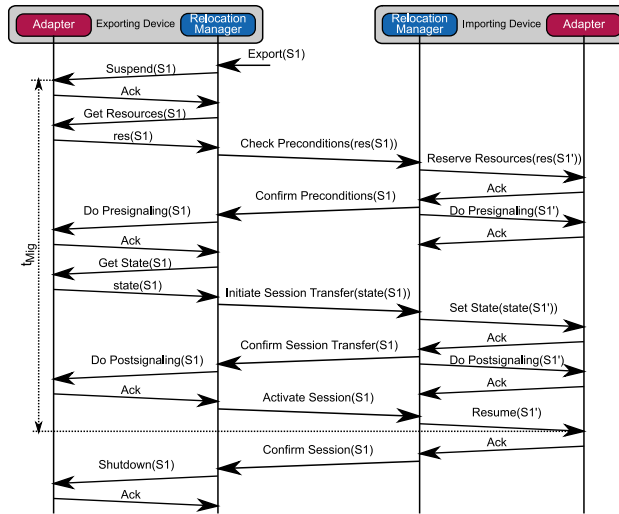 Adapter
Exporting Device
Relocation
Manager
Relocation
Manager
Importing Device
Adapter
Export(S1)
Suspend(S1)
Ack
Get Resources(S1)
res(S1)
Check Preconditions(res(S1))
Reserve Resources(res(S1'))
Ack
Confirm Preconditions(S1)
Do Presignaling(S1)
Do Presignaling(S1')
Ack
Ack
Get State(S1)
state(S1)
Initiate Session Transfer(state(S1))
Set State(state(S1'))
Ack
Confirm Session Transfer(S1)
Do Postsignaling(S1)
Do Postsignaling(S1')
Ack
Ack
Activate Session(S1)
Resume(S1')
Ack
Confirm Session(S1)
Shutdown(S1)
Ack
tMig